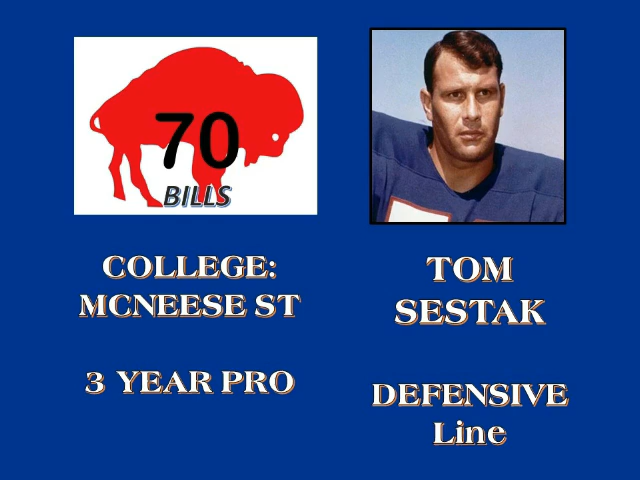 70
BILLS
COLLEGE:
MCNEESE ST
3 YEAR PRO
TOM
SESTAK
DEFENSIVE
Line